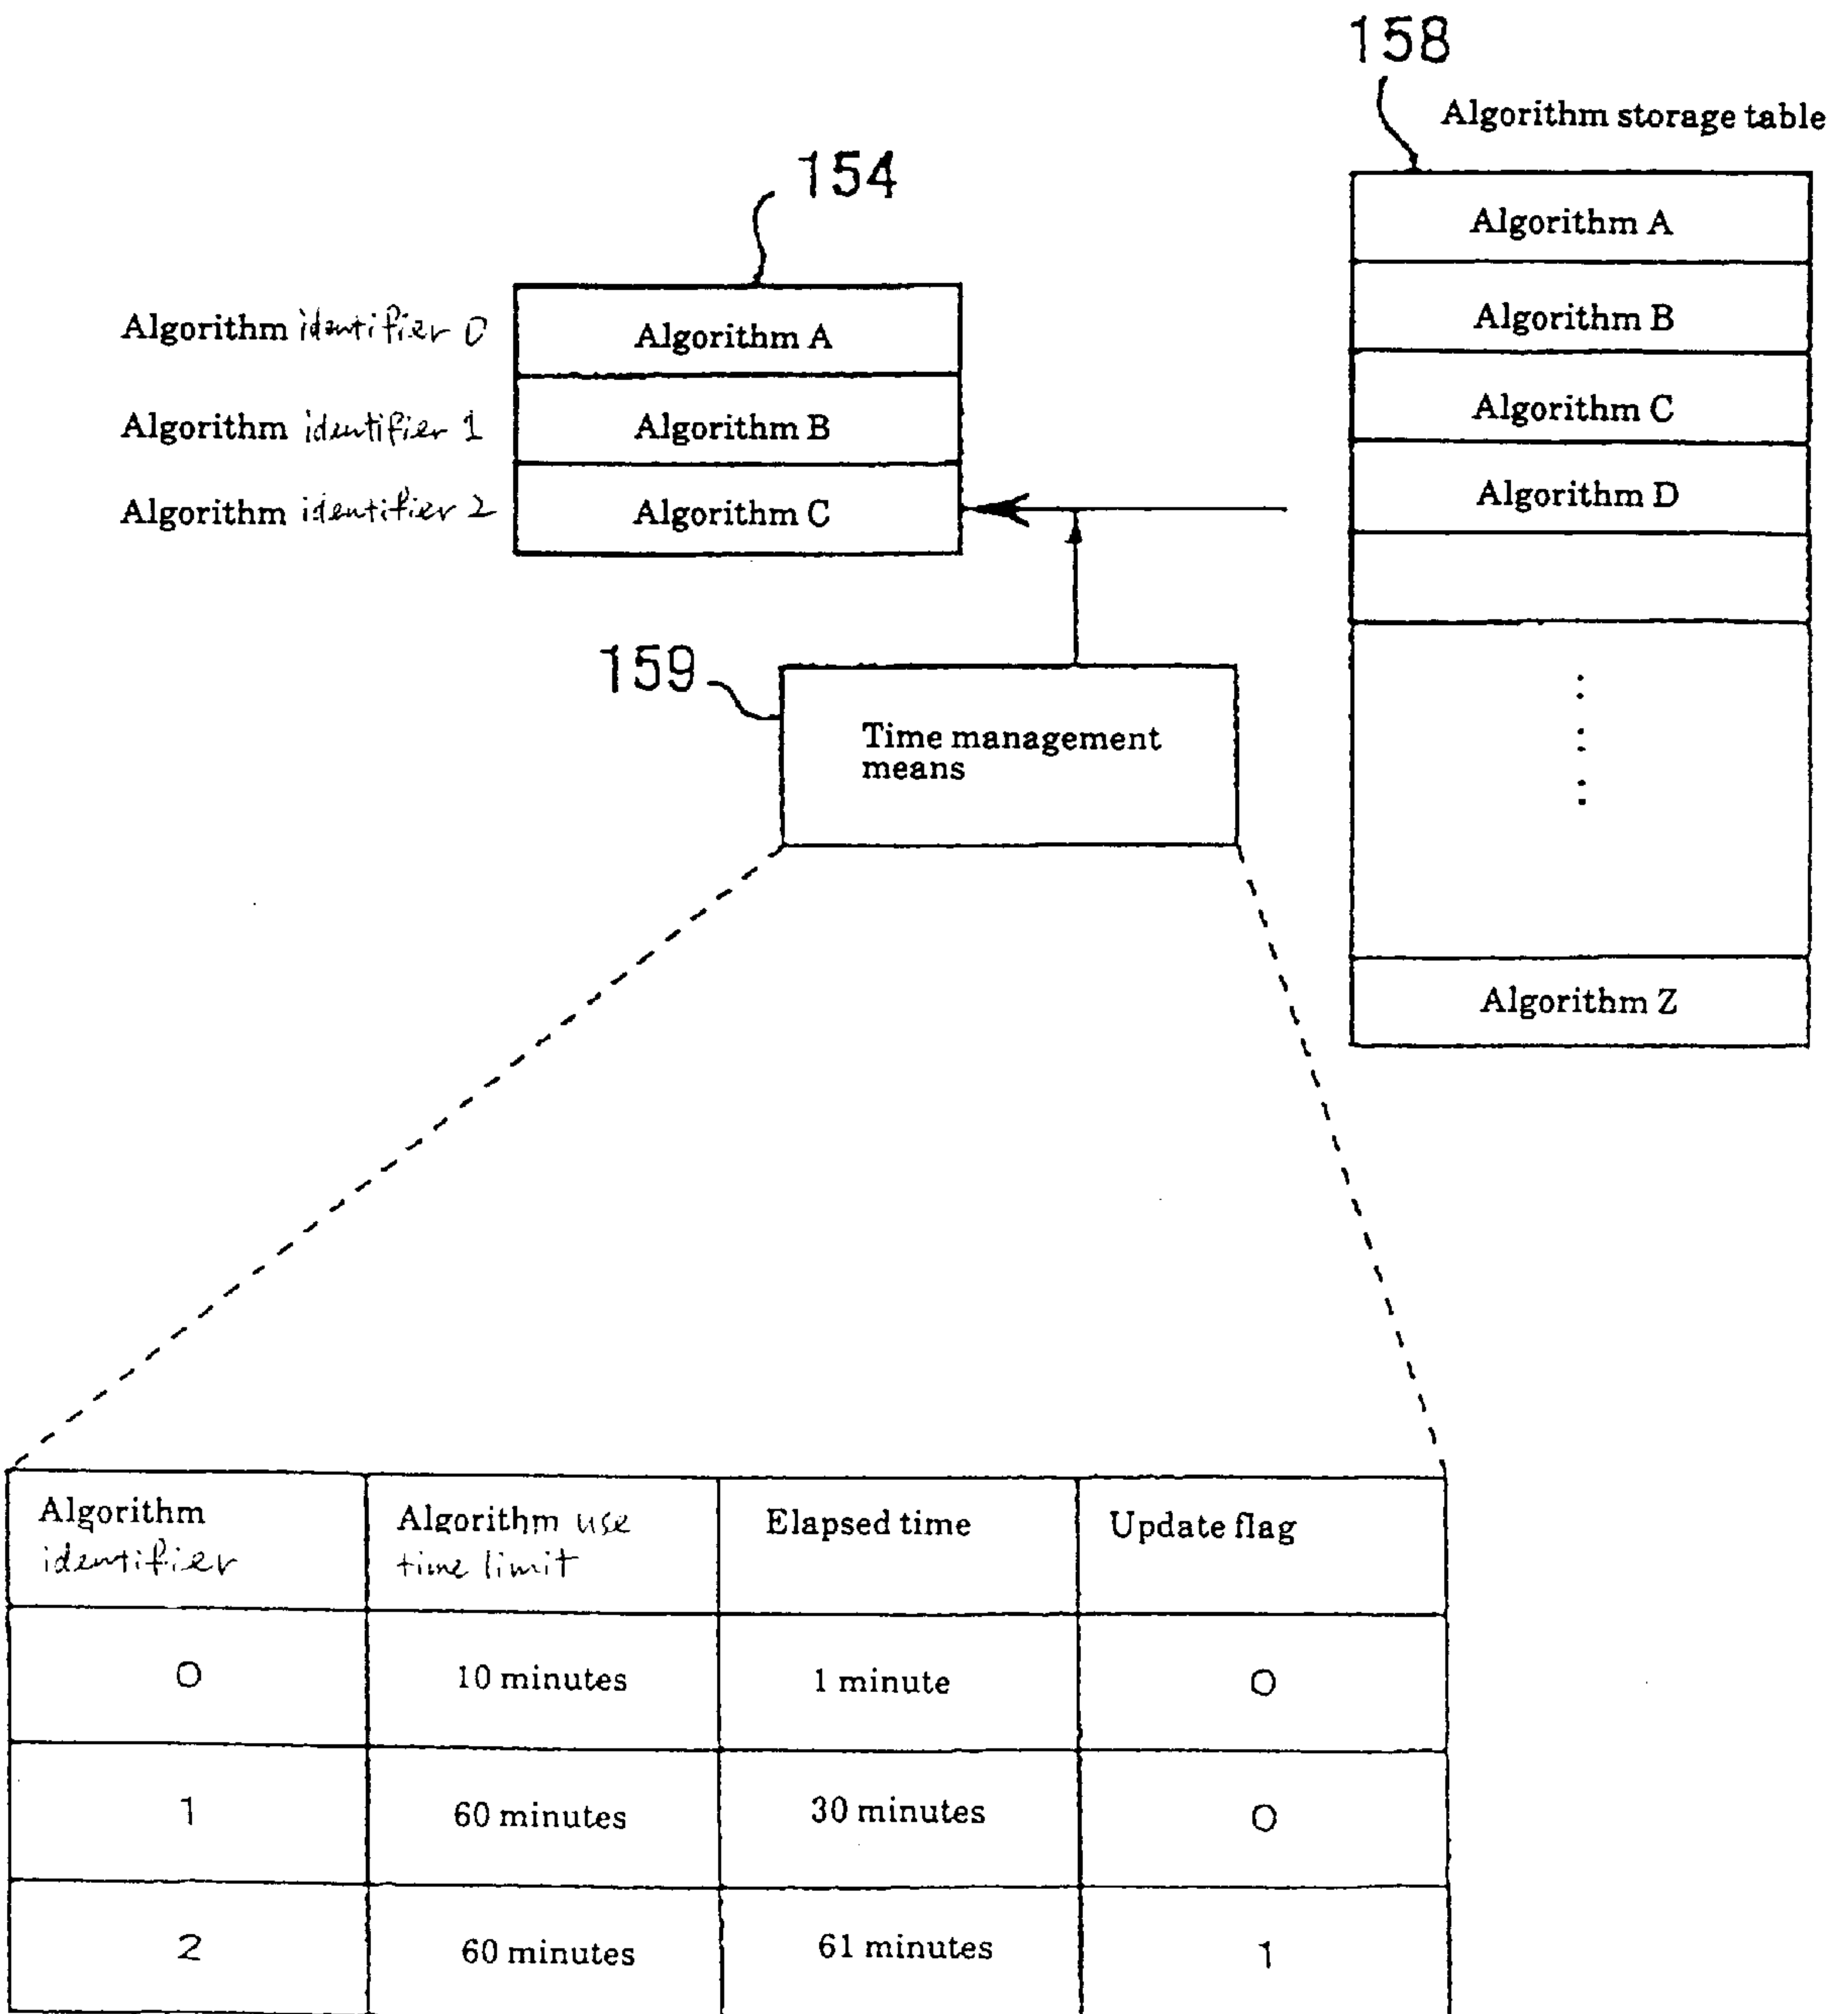 158
Algorithm storage table
154
Algorithm A
Algorithm B
Algorithm C
Algorithm D
Algorithm Z
Algorithm identifier 0
Algorithm A
Algorithm identifier 1
Algorithm B
Algorithm identifier 2
Algorithm C
159
Time management
means
Algorithm
identifier
Algorithm use
time limit
Elapsed time
Update flag
0
10 minutes
1 minute
0
1
60 minutes
30 minutes
0
2
60 minutes
61 minutes
1